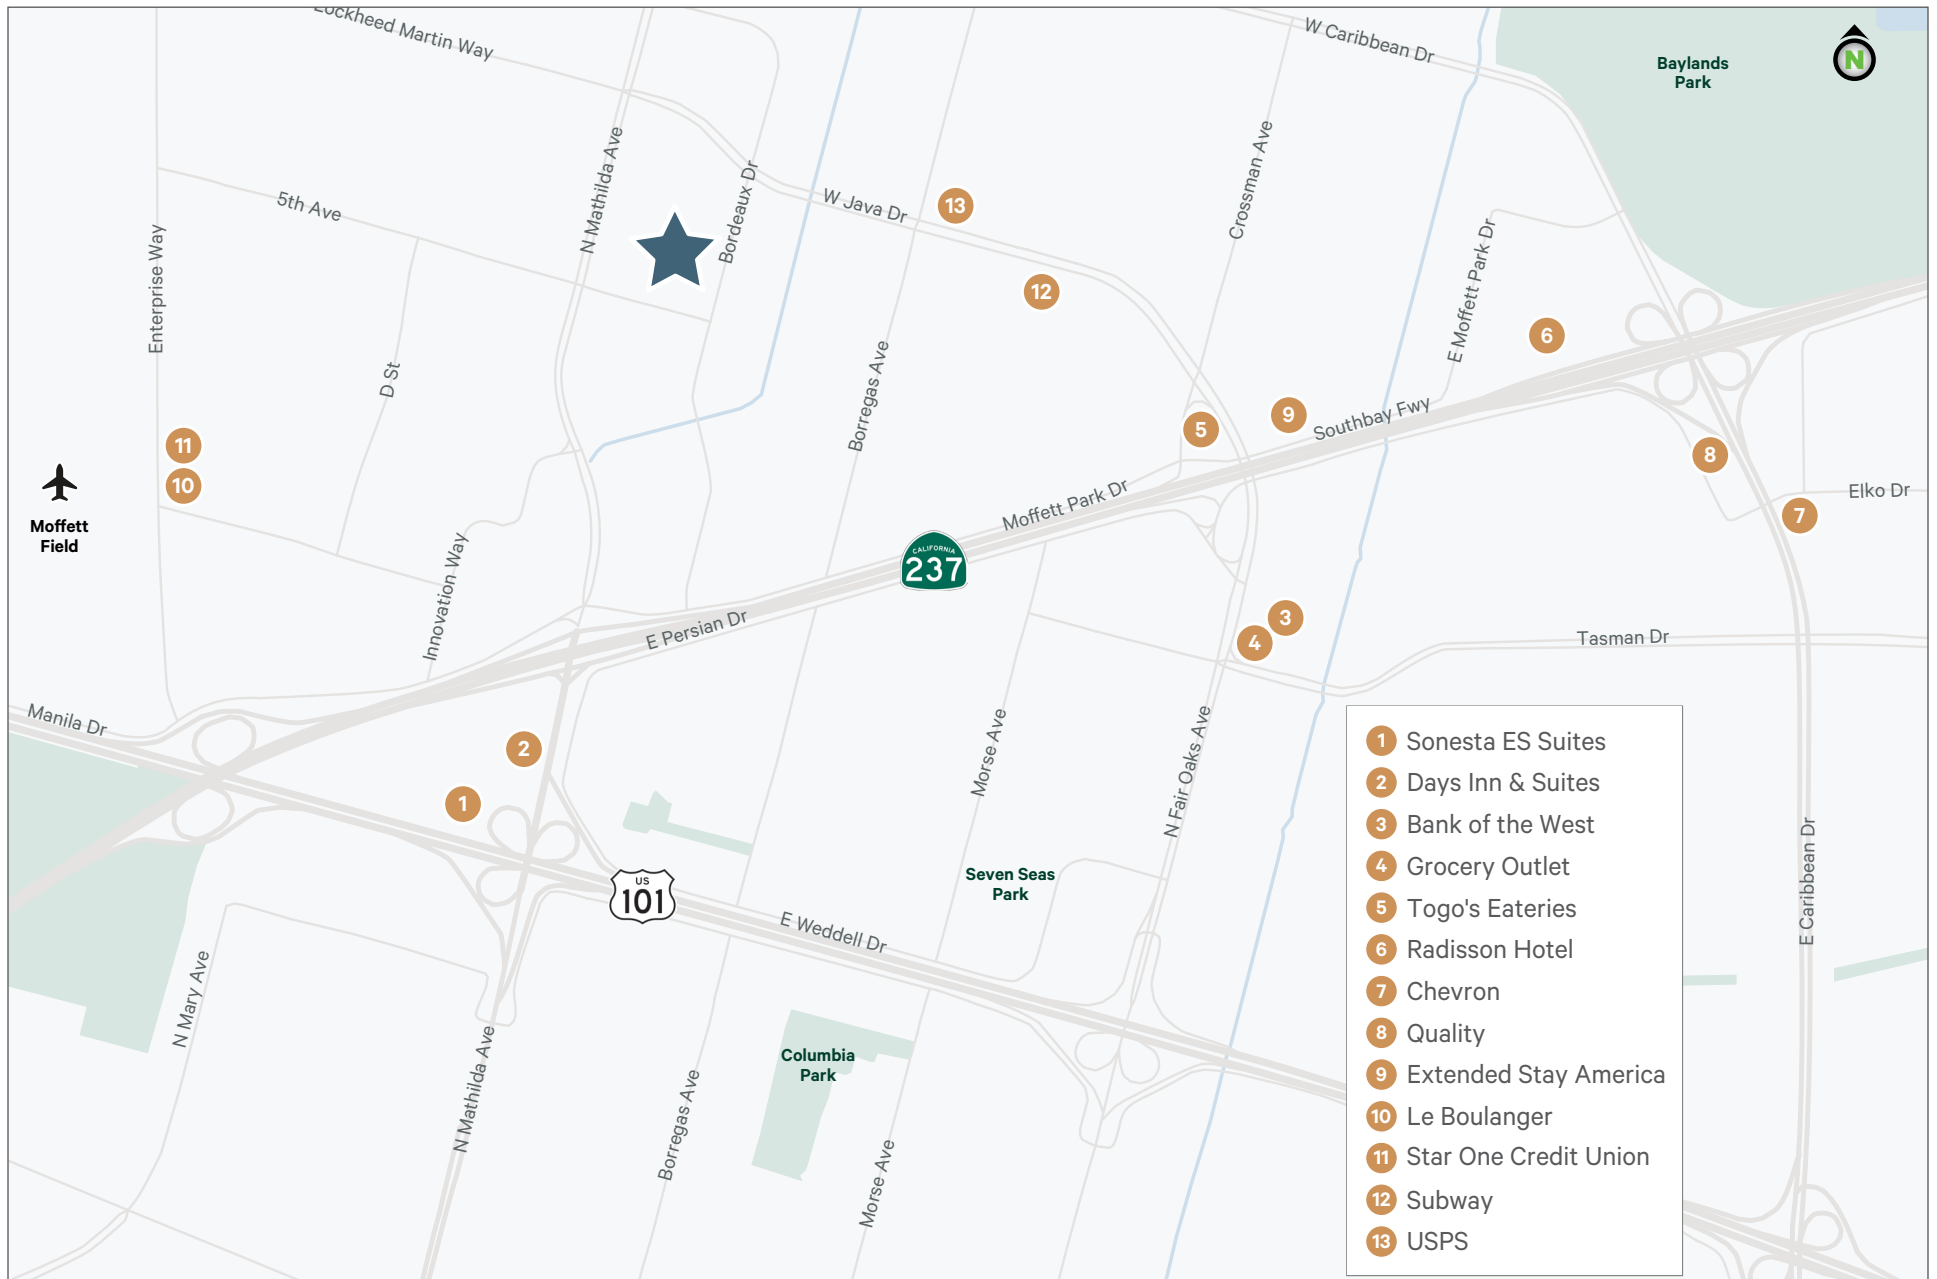 Lockheed Martin Way
W Caribbean Dr
Baylands
Park
N
5th Ave
N Mathilda Ave
Bordeaux Dr
W Java Dr
13
Crossman Ave
Enterprise Way
12
E Moffett Park Dr
6
D St
Borregas Ave
11
10
5
9
Southbay Fwy
8
Elko Dr
7
Moffett
Field
Moffett Park Dr
CALIFORNIA
237
Innovation Way
E Persian Dr
3
4
Tasman Dr
Manila Dr
2
1
Morse Ave
N Fair Oaks Ave
US
101
Seven Seas
Park
E Weddell Dr
E Caribbean Dr
N Mary Ave
N Mathilda Ave
Columbia
Park
Borregas Ave
Morse Ave
1 Sonesta ES Suites
2 Days Inn & Suites
3 Bank of the West
4 Grocery Outlet
5 Togo's Eateries
6 Radisson Hotel
7 Chevron
8 Quality
9 Extended Stay America
10 Le Boulanger
11 Star One Credit Union
12 Subway
13 USPS